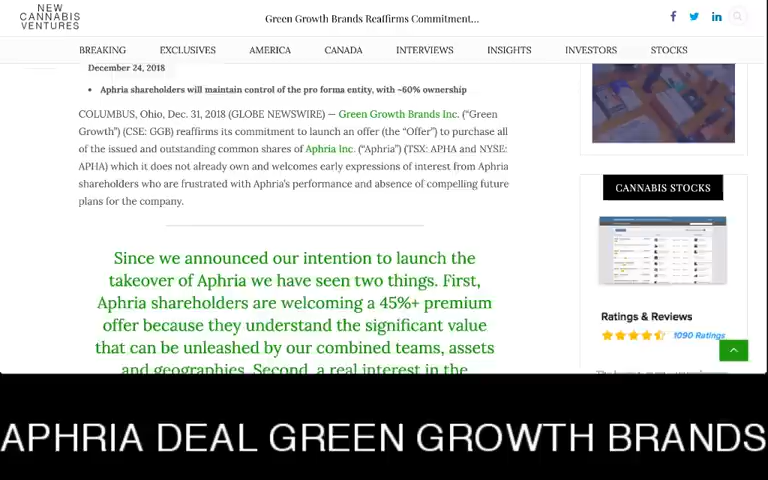 NEW
CANNABIS
VENTURES
Green Growth Brands Reaffirms Commitment...
BREAKING EXCLUSIVES AMERICA CANADA INTERVIEWS INSIGHTS INVESTORS STOCKS
December 24, 2018
• Aphria shareholders will maintain control of the pro forma entity, with ~60% ownership
COLUMBUS, Ohio, Dec. 31, 2018 (GLOBE NEWSWIRE) — Green Growth Brands Inc. (“Green
Growth”) (CSE: GGB) reaffirms its commitment to launch an offer (the “Offer”) to purchase all
of the issued and outstanding common shares of Aphria Inc. (“Aphria”) (TSX: APHA and NYSE:
APHA) which it does not already own and welcomes early expressions of interest from Aphria
shareholders who are frustrated with Aphria’s performance and absence of compelling future
plans for the company.
Since we announced our intention to launch the
takeover of Aphria we have seen two things. First,
Aphria shareholders are welcoming a 45%+ premium
offer because they understand the significant value
that can be unleashed by our combined teams, assets
and geographies. Second, a real interest in the
CANNABIS STOCKS
Ratings & Reviews
1090 Ratings
APHRIA DEAL GREEN GROWTH BRANDS